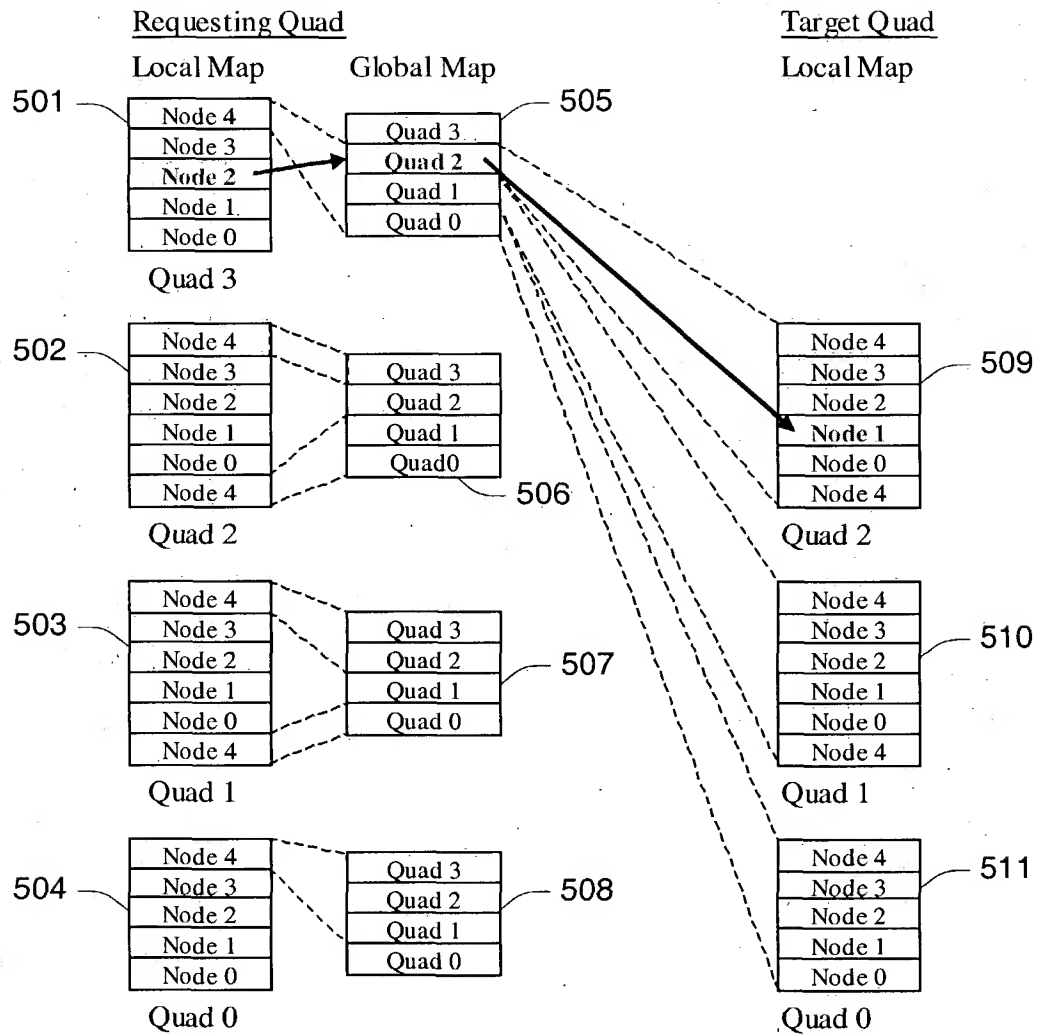 Requesting Quad
Target Quad
Local Map
Global Map
Local Map
501
Node 4
Node 3
Node 2
Node 1
Node 0
Quad 3
505
Quad 3
Quad 2
Quad 1
Quad 0
502
Node 4
Node 3
Node 2
Node 1
Node 0
Node 4
Quad 2
Quad 3
Quad 2
Quad 1
Quad0
506
Node 4
Node 3
Node 2
Node 1
Node 0
Node 4
509
Quad 2
503
Node 4
Node 3
Node 2
Node 1
Node 0
Node 4
Quad 1
Quad 3
Quad 2
Quad 1
Quad 0
507
Node 4
Node 3
Node 2
Node 1
Node 0
Node 4
510
Quad 1
504
Node 4
Node 3
Node 2
Node 1
Node 0
Quad 0
Quad 3
Quad 2
Quad 1
Quad 0
508
Node 4
Node 3
Node 2
Node 1
Node 0
511
Quad 0